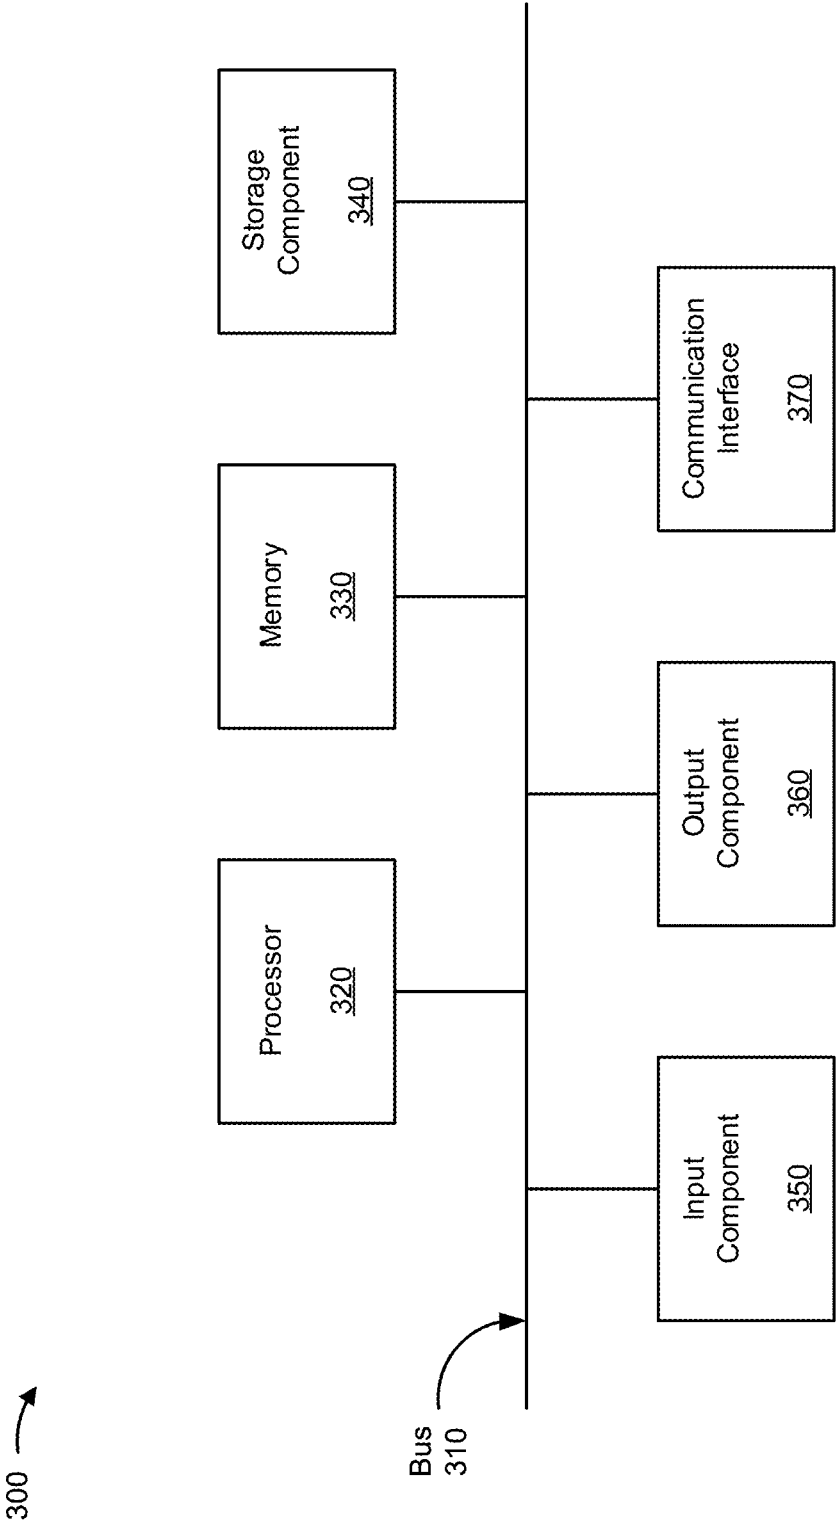 300
Bus
310
Processor
320
Memory
330
Storage
Component
340
Input
Component
350
Output
Component
360
Communication
Interface
370